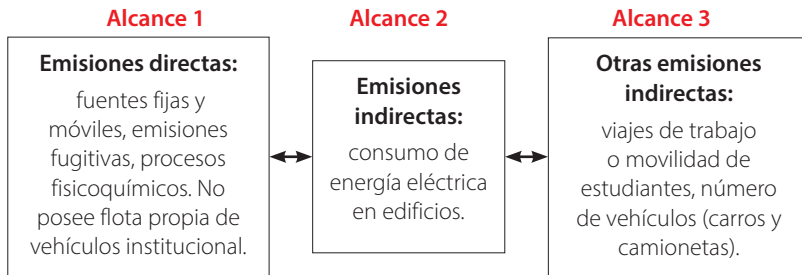 Alcance 1
Emisiones directas:
fuentes fijas y
móviles, emisiones
fugitivas, procesos
fisicoquímicos. No
posee flota propia de
vehículos institucional.
Alcance 2
Emisiones
indirectas:
consumo de
energía eléctrica
en edificios.
Alcance 3
Otras emisiones
indirectas:
viajes de trabajo
o movilidad de
estudiantes, número
de vehículos (carros y
camionetas).